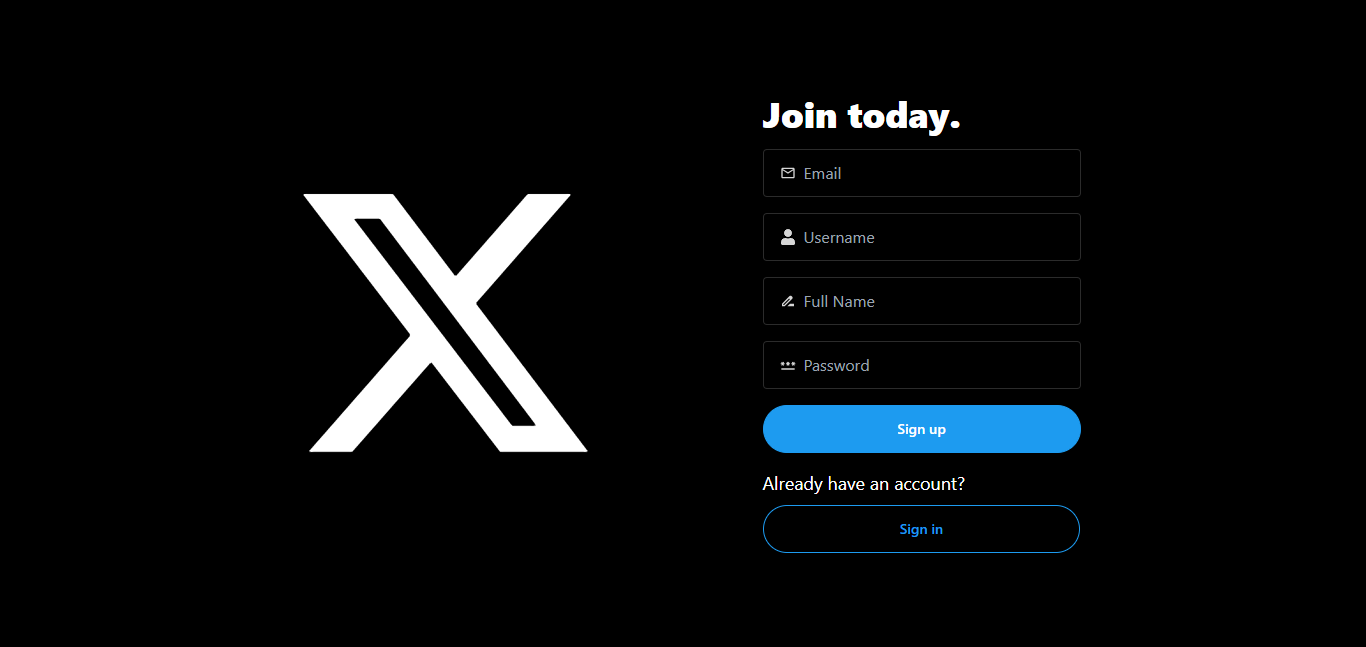 X
Join today.
Email
Username
Full Name
Password
Sign up
Already have an account?
Sign in